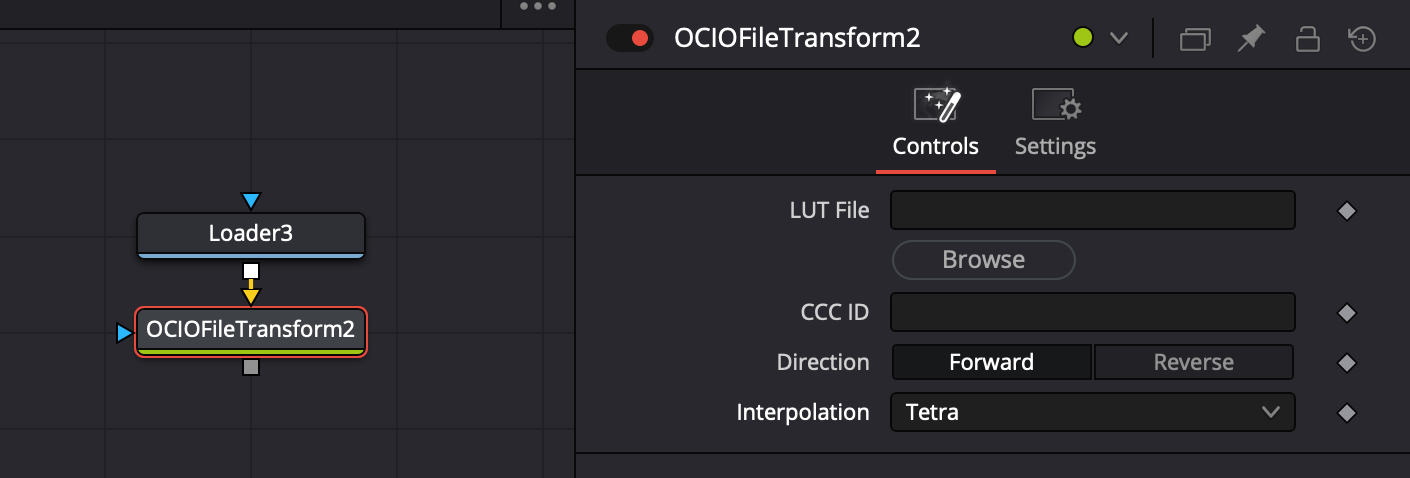 OCIOFileTransform2
Controls
Settings
LUT File
Browse
CCC ID
Direction
Forward
Reverse
Interpolation
Tetra
Loader3
OCIOFileTransform2